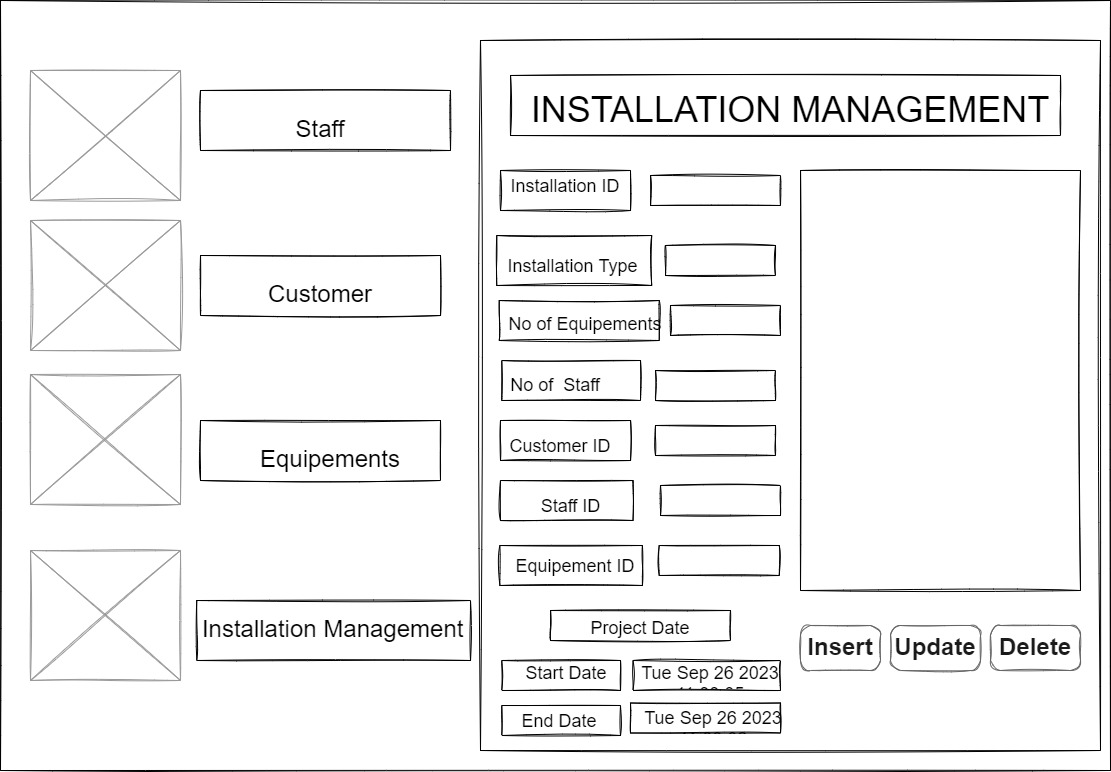 Staff
Customer
Equipements
Installation Management
INSTALLATION MANAGEMENT
Installation ID
Installation Type
No of Equipements
No of  Staff
Customer ID
Staff ID
Equipement ID
Project Date
Start Date
Tue Sep 26 2023
End Date
Tue Sep 26 2023
Insert
Update
Delete